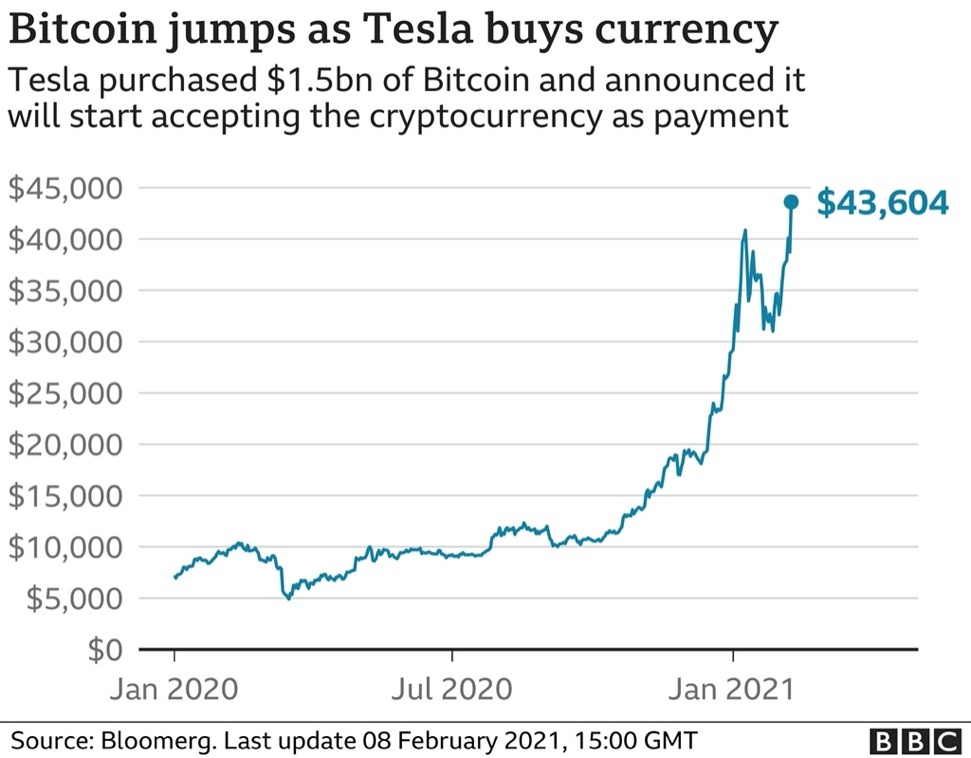 Bitcoin jumps as Tesla buys currency
Tesla purchased $1.5bn of Bitcoin and announced it
will start accepting the cryptocurrency as payment
$45,000
$43,604
$40,000
$35,000
$30,000
$25,000
$20,000
$15,000
$10,000
$5,000
$0
Jan 2020 Jul 2020 Jan 2021
Source: Bloomerg. Last update 08 February 2021, 15:00 GMT BBC